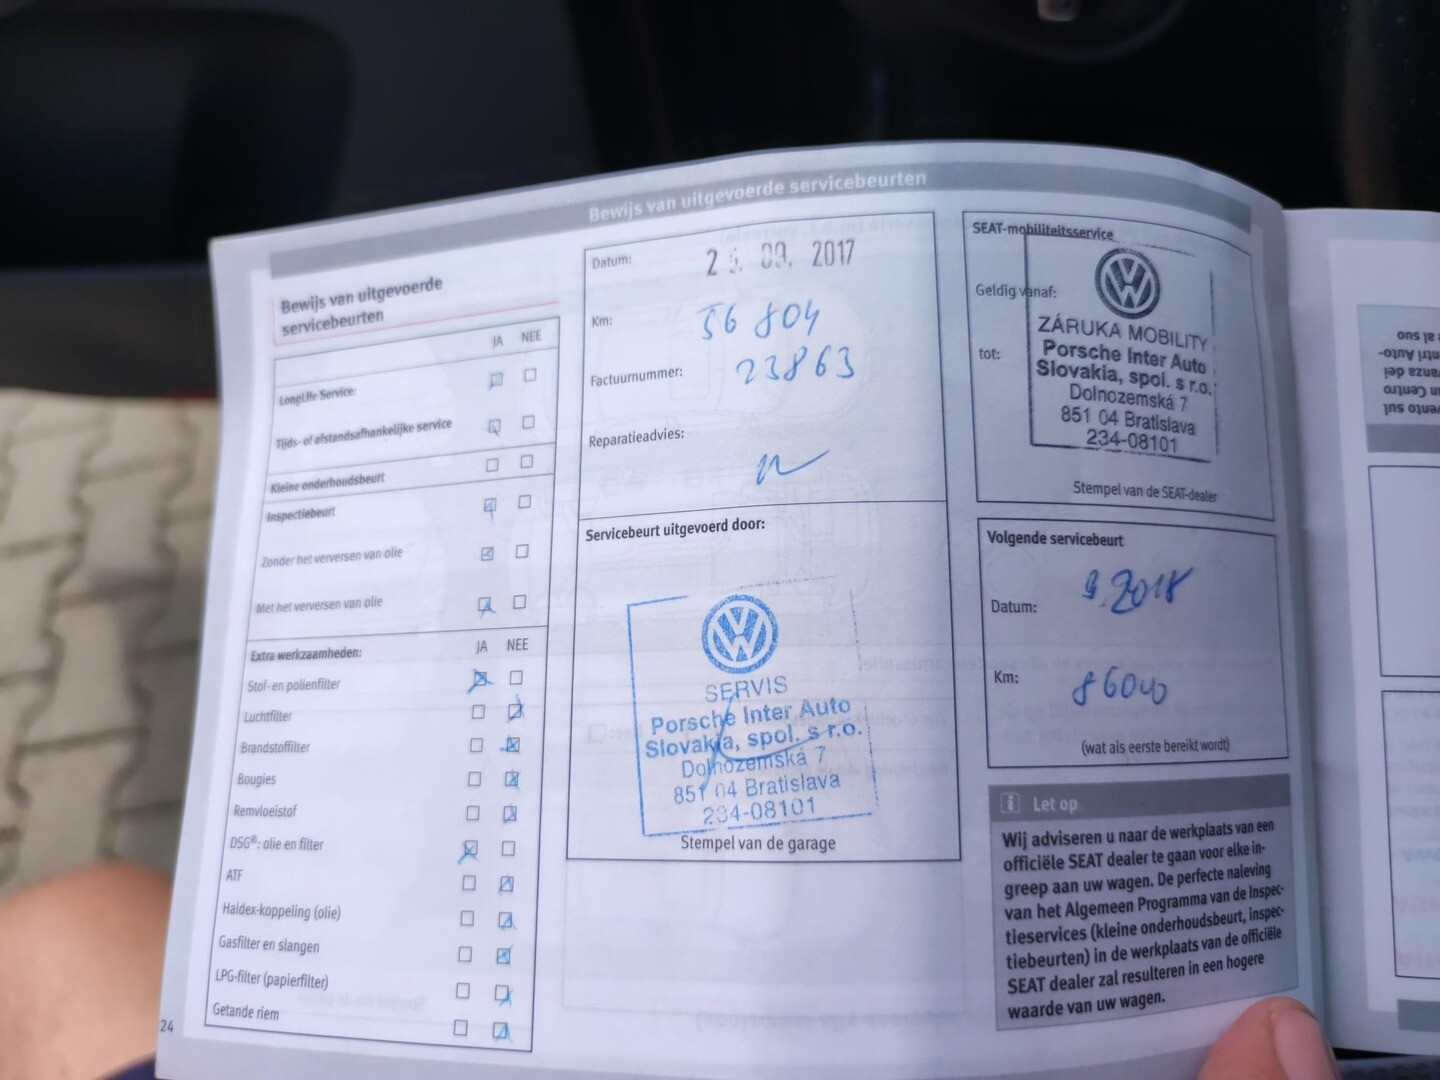 Bewijs van uitgevoerde servicebeurten
Bewijs van uitgevoerde
servicebeurten
JA NEE
LongLife Service:
Tijds- of afstandsafhankelijke service
Kleine onderhoudsbeurt
Inspectiebeurt
Zonder het verversen van olie
Met het verversen van olie
Extra werkzaamheden: JA NEE
Stof- en polienfilter
Luchtfilter
Brandstoffilter
Bougies
Remvloeistof
DSG®: olie en filter
ATF
Haldex-koppeling (olie)
Gasfilter en slangen
LPG-filter (papierfilter)
Getande riem
24
Datum: 09. 2017
Km: 56 804
Factuurnummer: 23863
Reparatieadvies:
Servicebeurt uitgevoerd door:
SERVIS
Porsche Inter Auto
Slovakia, spol. s r.o.
Dolnozemská 7
851 04 Bratislava
234-08101
Stempel van de garage
SEAT-mobiliteitsservice
Geldig vanaf:
tot:
ZÁRUKA MOBILITY
Porsche Inter Auto
Slovakia, spol. s r.o.
Dolnozemská 7
851 04 Bratislava
234-08101
Stempel van de SEAT-dealer
Volgende servicebeurt
Datum: 9.2018
Km: 86000
(wat als eerste bereikt wordt)
i Let op
Wij adviseren u naar de werkplaats van een
officiële SEAT dealer te gaan voor elke in-
greep aan uw wagen. De perfecte naleving
van het Algemeen Programma van de Inspec-
tieservices (kleine onderhoudsbeurt, inspec-
tiebeurten) in de werkplaats van de officiële
SEAT dealer zal resulteren in een hogere
waarde van uw wagen.